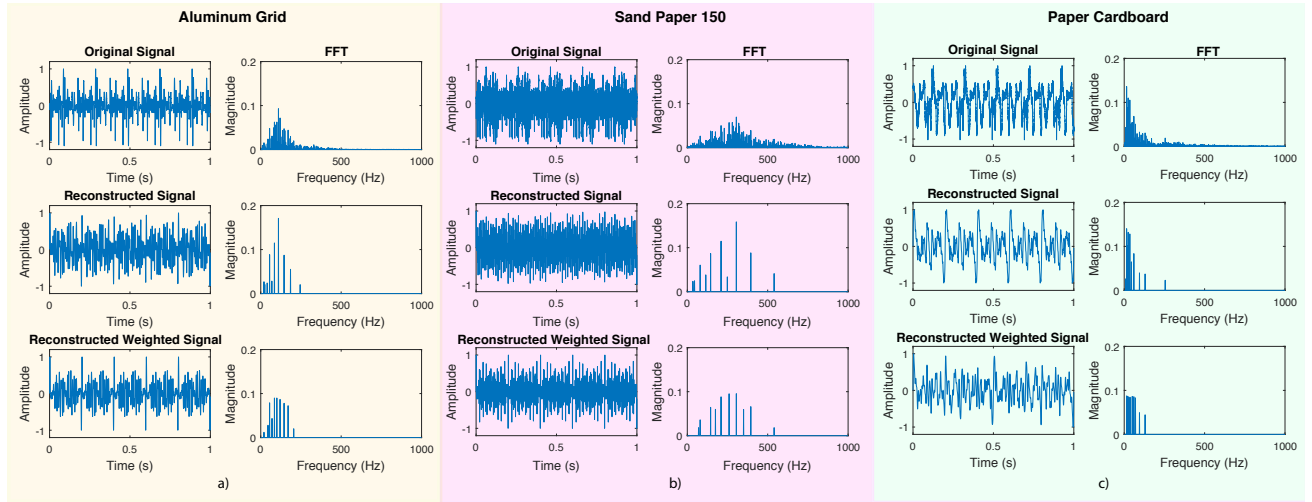 Aluminum Grid
Original Signal
FFT
Amplitude
1
0
-1
0
0.5
1
Time (s)
Magnitude
0.2
0.1
0
0
500
1000
Frequency (Hz)
Reconstructed Signal
Amplitude
1
0
-1
0
0.5
1
Time (s)
Magnitude
0.2
0.1
0
0
500
1000
Frequency (Hz)
Reconstructed Weighted Signal
Amplitude
1
0
-1
0
0.5
1
Time (s)
Magnitude
0.2
0.1
0
0
500
1000
Frequency (Hz)
a)
Sand Paper 150
Original Signal
FFT
Amplitude
1
0
-1
0
0.5
1
Time (s)
Magnitude
0.2
0.1
0
0
500
1000
Frequency (Hz)
Reconstructed Signal
Amplitude
1
0
-1
0
0.5
1
Time (s)
Magnitude
0.2
0.1
0
0
500
1000
Frequency (Hz)
Reconstructed Weighted Signal
Amplitude
1
0
-1
0
0.5
1
Time (s)
Magnitude
0.2
0.1
0
0
500
1000
Frequency (Hz)
b)
Paper Cardboard
Original Signal
FFT
Amplitude
1
0
-1
0
0.5
1
Time (s)
Magnitude
0.2
0.1
0
0
500
1000
Frequency (Hz)
Reconstructed Signal
Amplitude
1
0
-1
0
0.5
1
Time (s)
Magnitude
0.2
0.1
0
0
500
1000
Frequency (Hz)
Reconstructed Weighted Signal
Amplitude
1
0
-1
0
0.5
1
Time (s)
Magnitude
0.2
0.1
0
0
500
1000
Frequency (Hz)
c)